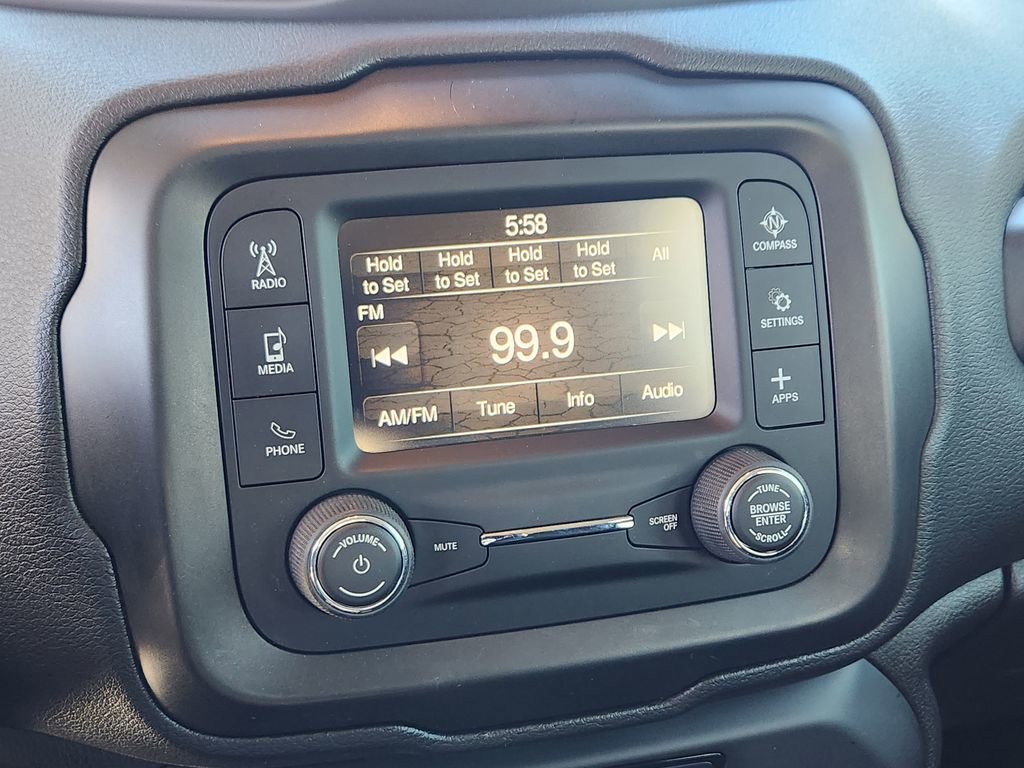 5:58
Hold to Set
Hold to Set
Hold to Set
Hold to Set
All
FM
99.9
AM/FM Tune Info Audio
RADIO
MEDIA
PHONE
N
COMPASS
SETTINGS
APPS
VOLUME
MUTE
SCREEN
OFF
TUNE
BROWSE
ENTER
SCROLL